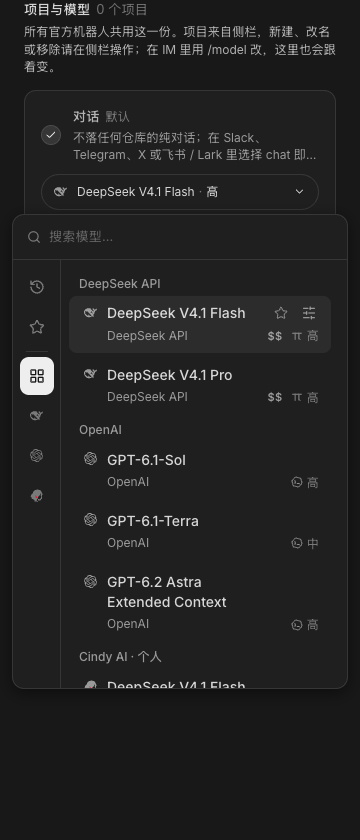 项目与模型 0 个项目
所有官方机器人共用这一份。项目来自侧栏，新建、改名
或移除请在侧栏操作；在 IM 里用 /model 改，这里也会跟
着变。
对话 默认
不落任何仓库的纯对话；在 Slack、
Telegram、X 或飞书 / Lark 里选择 chat 即...
DeepSeek V4.1 Flash · 高
搜索模型...
DeepSeek API
DeepSeek V4.1 Flash
DeepSeek API $$ π 高
DeepSeek V4.1 Pro
DeepSeek API $$ π 高
OpenAI
GPT-6.1-Sol
OpenAI 高
GPT-6.1-Terra
OpenAI 中
GPT-6.2 Astra
Extended Context
OpenAI 高
Cindy AI · 个人
DeepSeek V4.1 Flash